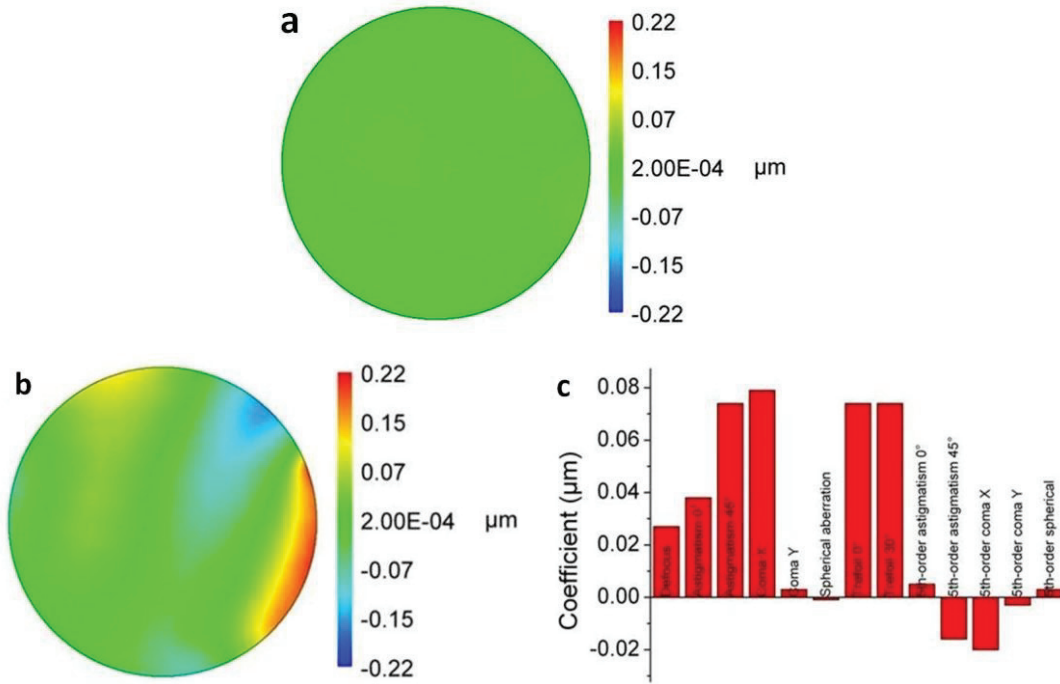 a
0.22
0.15
0.07
2.00E-04 µm
-0.07
-0.15
-0.22
b
0.22
0.15
0.07
2.00E-04 µm
-0.07
-0.15
-0.22
c
Coefficient (µm)
0.08
0.06
0.04
0.02
0.00
-0.02
Defocus
Astigmatism 0°
Astigmatism 45°
Coma X
Coma Y
Spherical aberration
Trefoil 0°
Trefoil 30°
5th-order astigmatism 0°
5th-order astigmatism 45°
5th-order coma X
5th-order coma Y
5th-order spherical